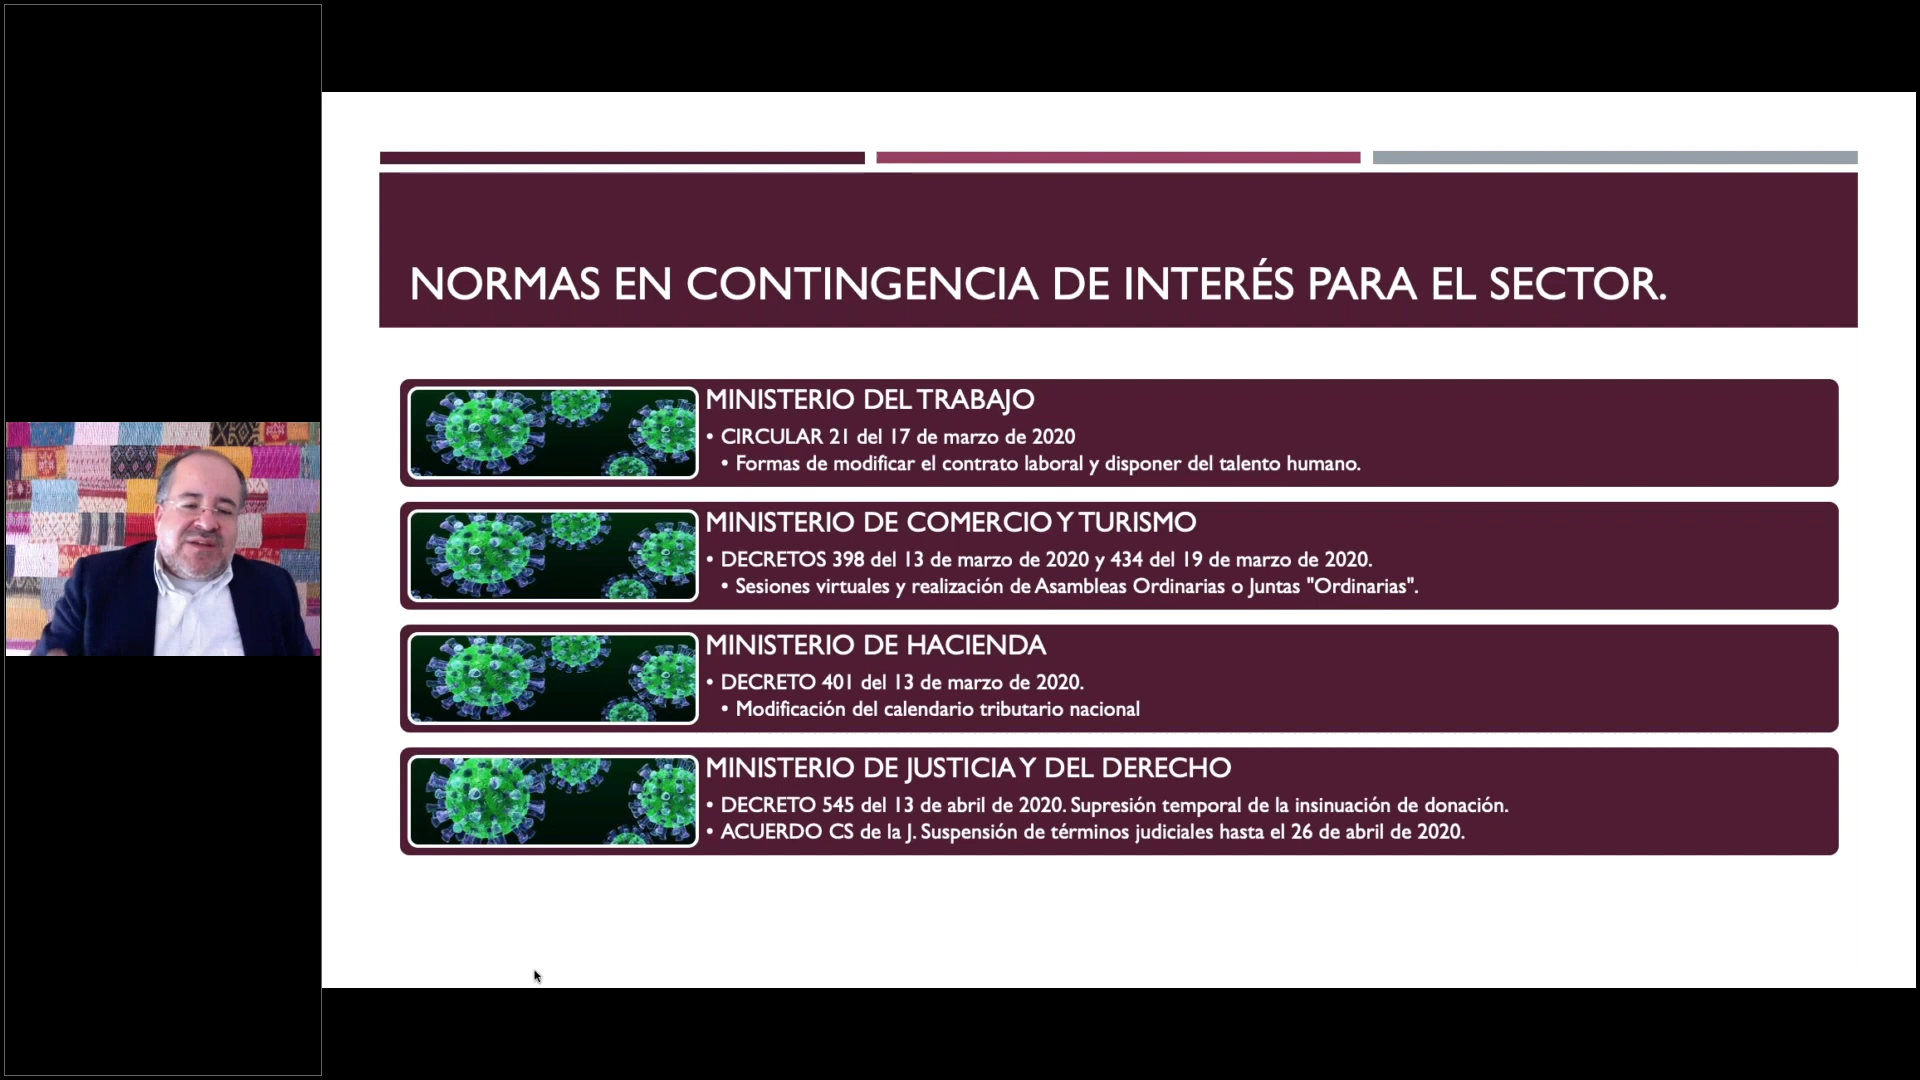 NORMAS EN CONTINGENCIA DE INTERÉS PARA EL SECTOR.
MINISTERIO DEL TRABAJO
• CIRCULAR 21 del 17 de marzo de 2020
• Formas de modificar el contrato laboral y disponer del talento humano.
MINISTERIO DE COMERCIO Y TURISMO
• DECRETOS 398 del 13 de marzo de 2020 y 434 del 19 de marzo de 2020.
• Sesiones virtuales y realización de Asambleas Ordinarias o Juntas "Ordinarias".
MINISTERIO DE HACIENDA
• DECRETO 401 del 13 de marzo de 2020.
• Modificación del calendario tributario nacional
MINISTERIO DE JUSTICIA Y DEL DERECHO
• DECRETO 545 del 13 de abril de 2020. Supresión temporal de la insinuación de donación.
• ACUERDO CS de la J. Suspensión de términos judiciales hasta el 26 de abril de 2020.